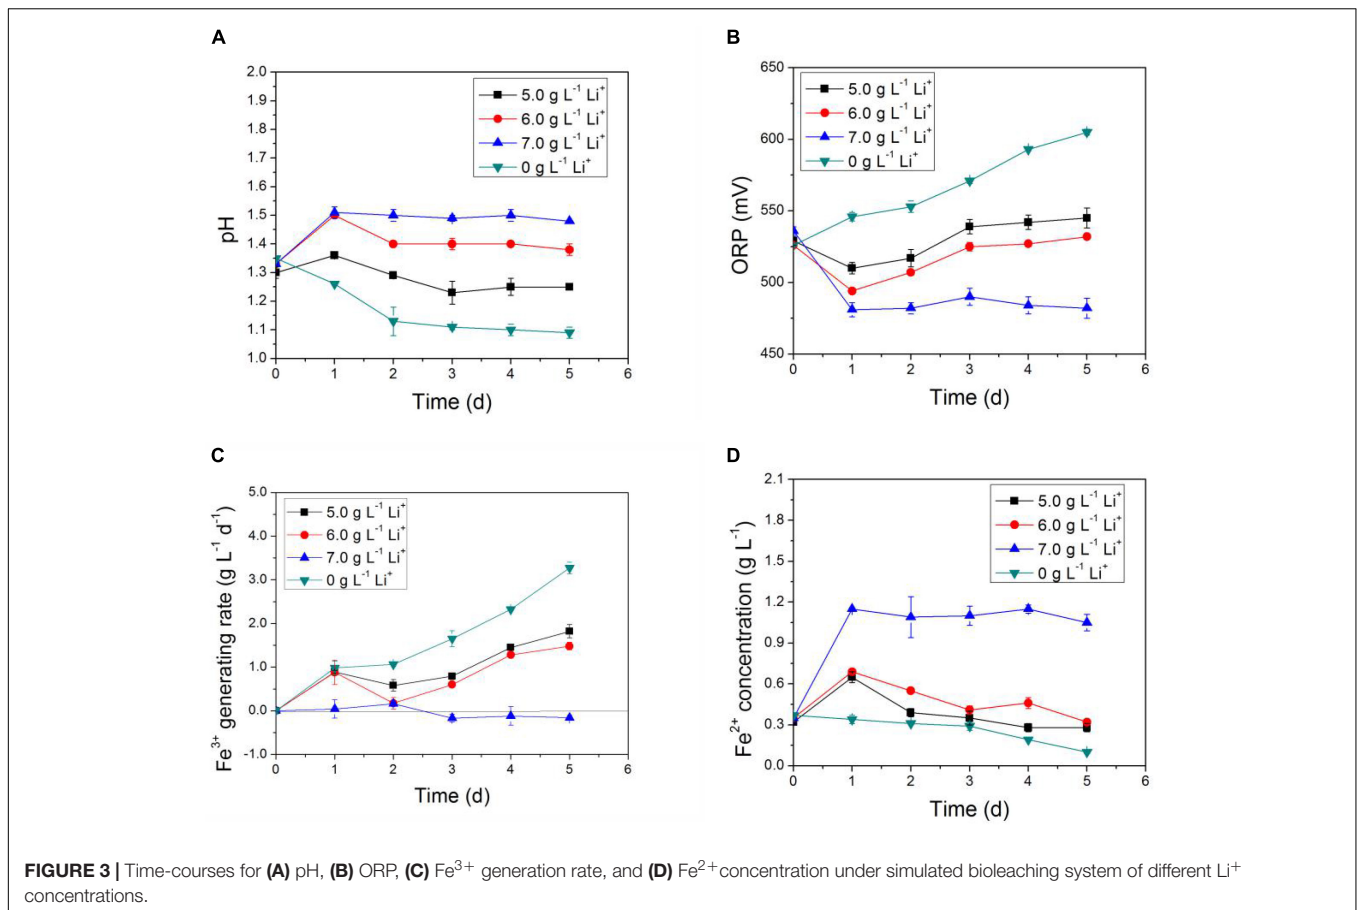 A
2.0
1.9
1.8
1.7
1.6
1.5
1.4
1.3
1.2
1.1
1.0
pH
0 1 2 3 4 5 6
Time (d)
5.0 g L⁻¹ Li⁺
6.0 g L⁻¹ Li⁺
7.0 g L⁻¹ Li⁺
0 g L⁻¹ Li⁺
B
650
600
550
500
450
ORP (mV)
0 1 2 3 4 5 6
Time (d)
5.0 g L⁻¹ Li⁺
6.0 g L⁻¹ Li⁺
7.0 g L⁻¹ Li⁺
0 g L⁻¹ Li⁺
C
5.0
4.0
3.0
2.0
1.0
0.0
-1.0
Fe³⁺ generating rate (g L⁻¹ d⁻¹)
0 1 2 3 4 5 6
Time (d)
5.0 g L⁻¹ Li⁺
6.0 g L⁻¹ Li⁺
7.0 g L⁻¹ Li⁺
0 g L⁻¹ Li⁺
D
2.1
1.8
1.5
1.2
0.9
0.6
0.3
0.0
Fe²⁺ concentration (g L⁻¹)
0 1 2 3 4 5 6
Time (d)
5.0 g L⁻¹ Li⁺
6.0 g L⁻¹ Li⁺
7.0 g L⁻¹ Li⁺
0 g L⁻¹ Li⁺
FIGURE 3 | Time-courses for (A) pH, (B) ORP, (C) Fe³⁺ generation rate, and (D) Fe²⁺concentration under simulated bioleaching system of different Li⁺
concentrations.